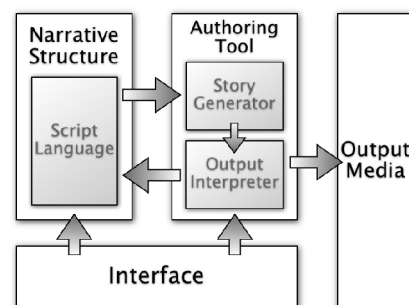 Narrative
Structure
Script
Language
Authoring
Tool
Story
Generator
Output
Interpreter
Output
Media
Interface